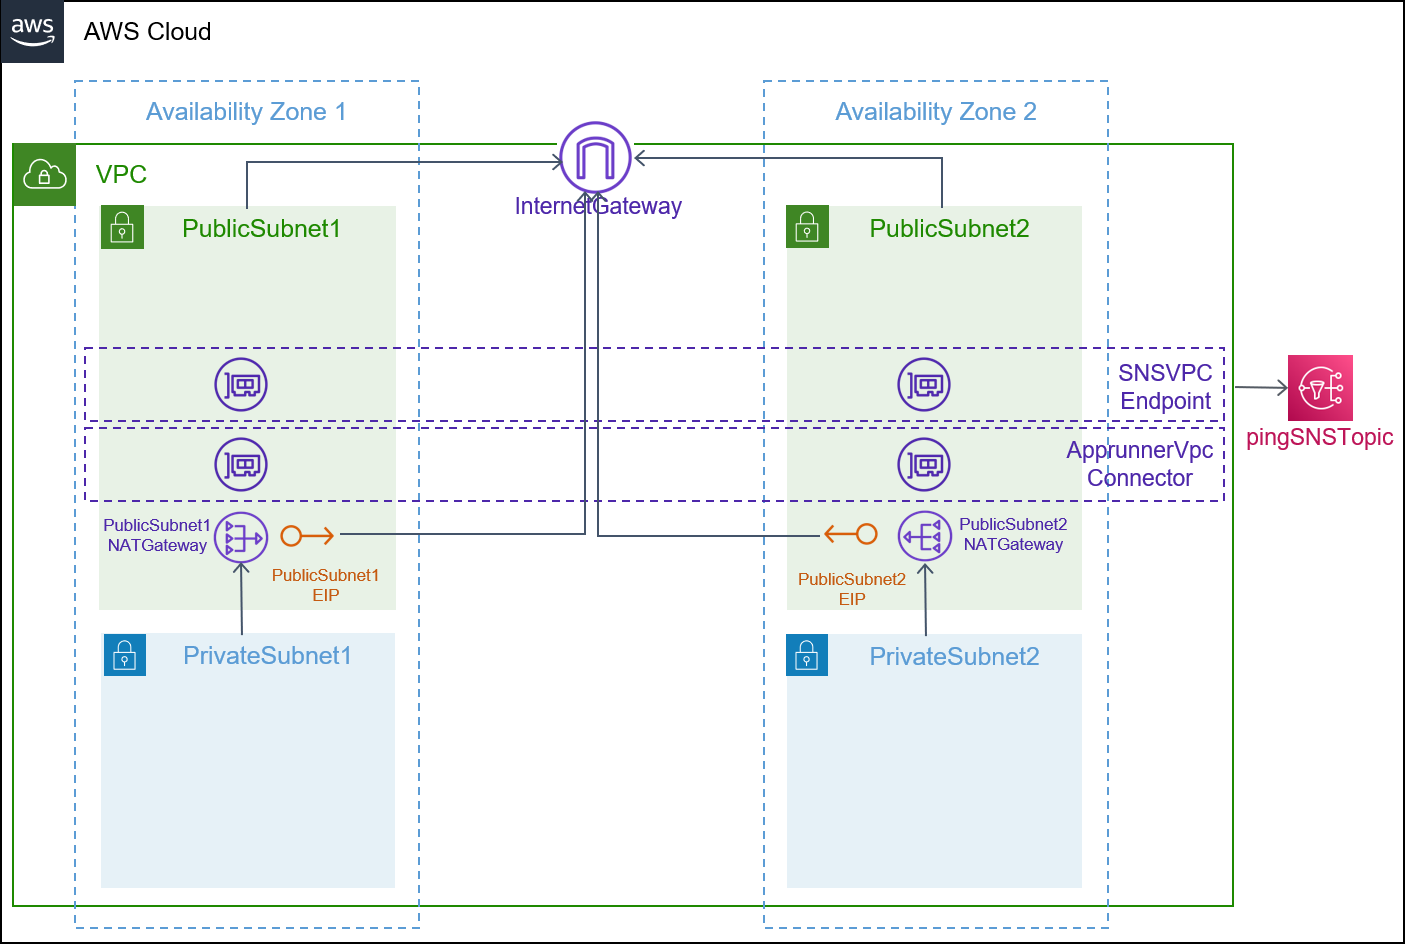 aws
AWS Cloud
Availability Zone 1
Availability Zone 2
VPC
InternetGateway
PublicSubnet1
PublicSubnet2
SNSVPC
Endpoint
pingSNSTopic
ApprunnerVpc
Connector
PublicSubnet1
NATGateway
PublicSubnet1
EIP
PublicSubnet2
EIP
PublicSubnet2
NATGateway
PrivateSubnet1
PrivateSubnet2